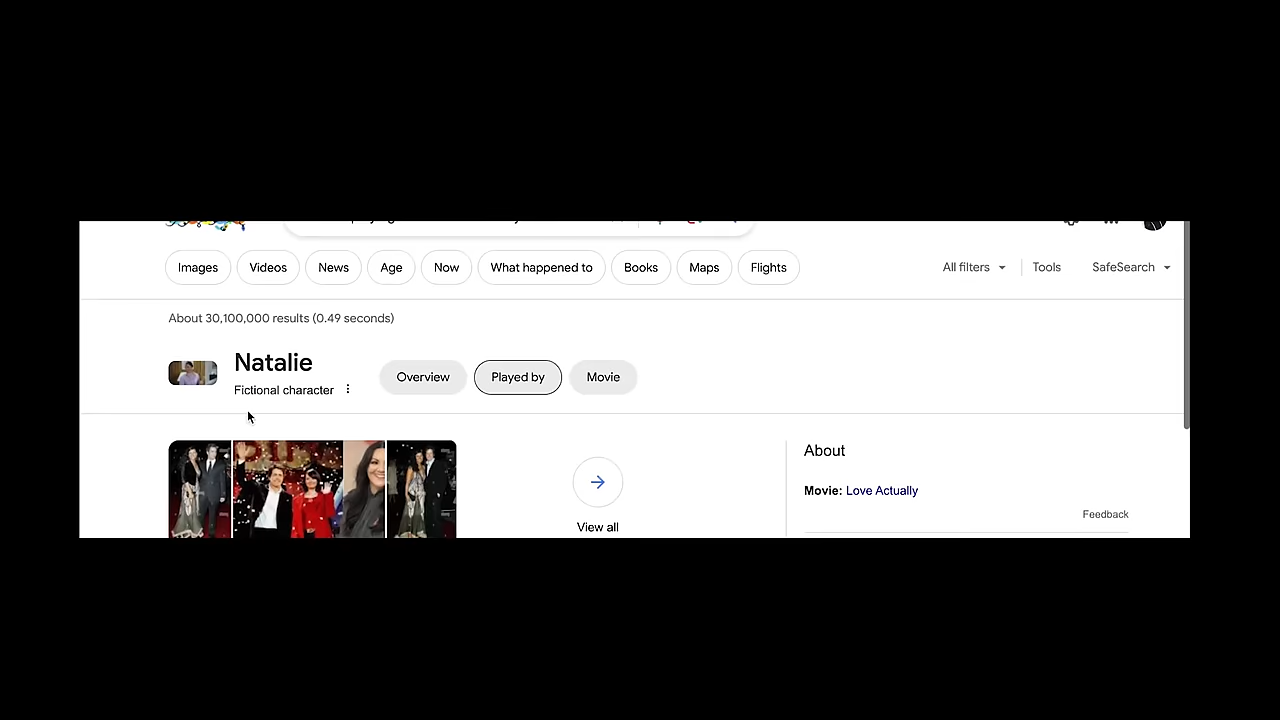 Images Videos News Age Now What happened to Books Maps Flights All filters Tools SafeSearch
About 30,100,000 results (0.49 seconds)
Natalie
Fictional character
Overview Played by Movie
View all
About
Movie: Love Actually
Feedback